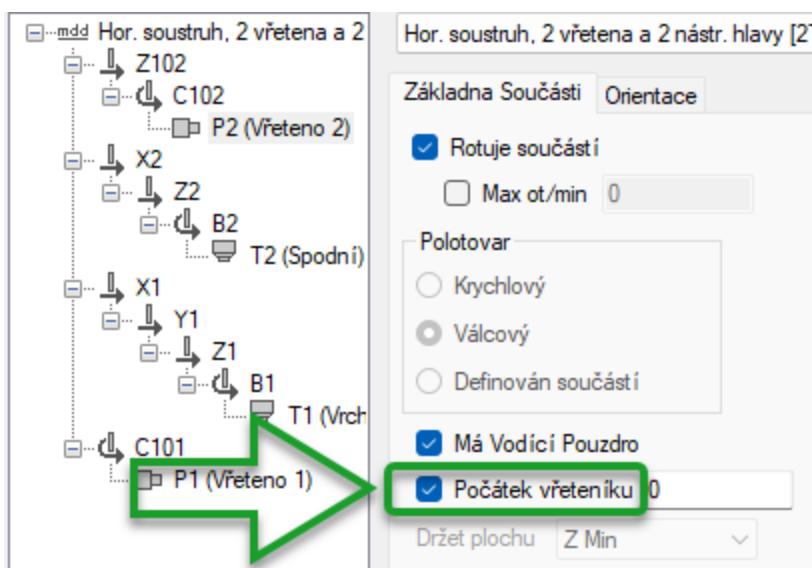 mdd Hor. soustruh, 2 vřetena a 2
Z102
C102
P2 (Vřeteno 2)
X2
Z2
B2
T2 (Spodní)
X1
Y1
Z1
B1
T1 (Vrch
C101
P1 (Vřeteno 1)
Hor. soustruh, 2 vřetena a 2 nástr. hlavy [2T
Základna Součásti
Orientace
Rotuje součástí
Max ot/min 0
Polotovar
Krychlový
Válcový
Definován součástí
Má Vodící Pouzdro
Počátek vřeteníku 0
Držet plochu Z Min